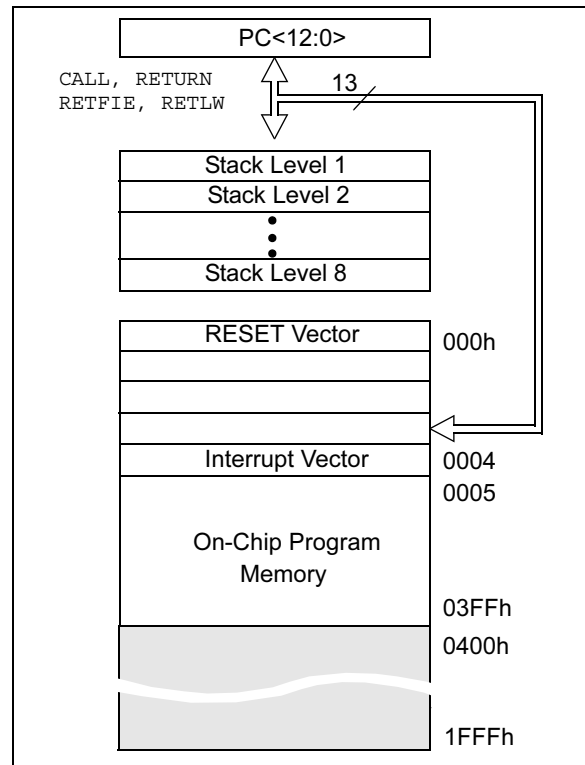 PC<12:0>
CALL, RETURN
RETFIE, RETLW
13
Stack Level 1
Stack Level 2
Stack Level 8
RESET Vector
000h
Interrupt Vector
0004
0005
On-Chip Program
Memory
03FFh
0400h
1FFFh